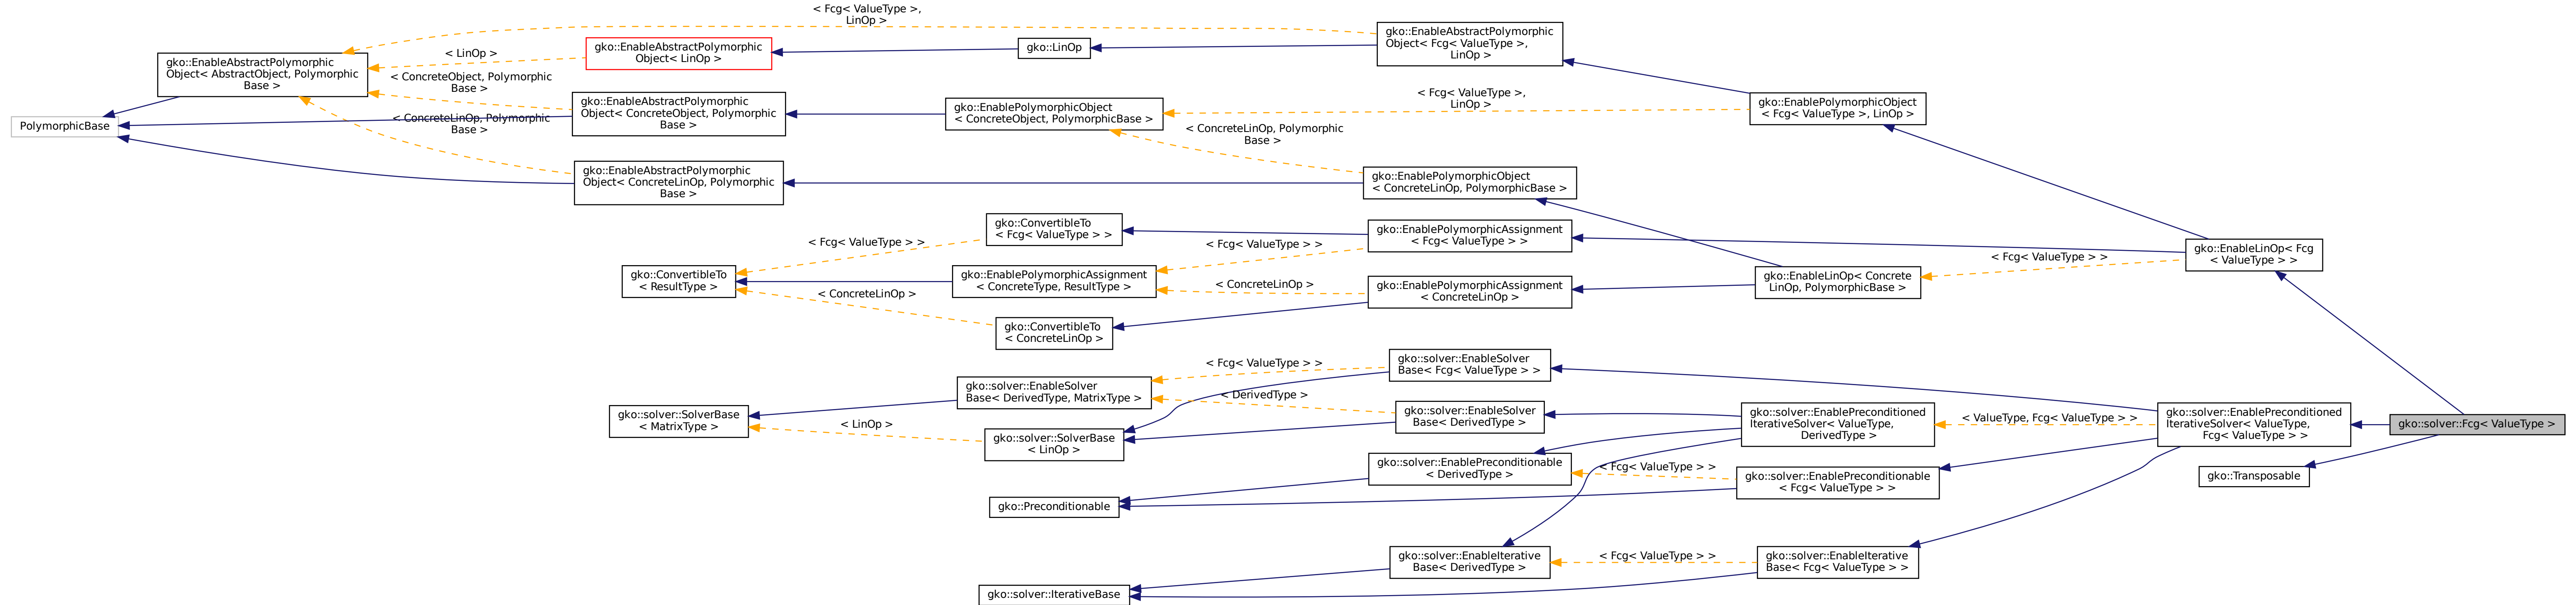 < Fcg< ValueType >,
LinOp >
gko::EnableAbstractPolymorphic
Object< AbstractObject, Polymorphic
Base >
< LinOp >
gko::EnableAbstractPolymorphic
Object< LinOp >
gko::LinOp
gko::EnableAbstractPolymorphic
Object< Fcg< ValueType >,
LinOp >
< ConcreteObject, Polymorphic
Base >
PolymorphicBase
< ConcreteLinOp, Polymorphic
Base >
gko::EnableAbstractPolymorphic
Object< ConcreteObject, Polymorphic
Base >
gko::EnablePolymorphicObject
< ConcreteObject, PolymorphicBase >
< Fcg< ValueType >,
LinOp >
gko::EnablePolymorphicObject
< Fcg< ValueType >, LinOp >
< ConcreteLinOp, Polymorphic
Base >
gko::EnableAbstractPolymorphic
Object< ConcreteLinOp, Polymorphic
Base >
gko::EnablePolymorphicObject
< ConcreteLinOp, PolymorphicBase >
gko::ConvertibleTo
< Fcg< ValueType > >
< Fcg< ValueType > >
< Fcg< ValueType > >
gko::EnablePolymorphicAssignment
< Fcg< ValueType > >
gko::EnableLinOp< Fcg
< ValueType > >
< Fcg< ValueType > >
gko::ConvertibleTo
< ResultType >
gko::EnablePolymorphicAssignment
< ConcreteType, ResultType >
< ConcreteLinOp >
gko::EnablePolymorphicAssignment
< ConcreteLinOp >
gko::EnableLinOp< Concrete
LinOp, PolymorphicBase >
< ConcreteLinOp >
gko::ConvertibleTo
< ConcreteLinOp >
< Fcg< ValueType > >
gko::solver::EnableSolver
Base< Fcg< ValueType > >
gko::solver::EnableSolver
Base< DerivedType, MatrixType >
< DerivedType >
gko::solver::SolverBase
< MatrixType >
< LinOp >
gko::solver::SolverBase
< LinOp >
gko::solver::EnableSolver
Base< DerivedType >
gko::solver::EnablePreconditioned
IterativeSolver< ValueType,
DerivedType >
< ValueType, Fcg< ValueType > >
gko::solver::EnablePreconditioned
IterativeSolver< ValueType,
Fcg< ValueType > >
gko::solver::Fcg< ValueType >
gko::solver::EnablePreconditionable
< DerivedType >
< Fcg< ValueType > >
gko::solver::EnablePreconditionable
< Fcg< ValueType > >
gko::Transposable
gko::Preconditionable
gko::solver::EnableIterative
Base< DerivedType >
< Fcg< ValueType > >
gko::solver::EnableIterative
Base< Fcg< ValueType > >
gko::solver::IterativeBase